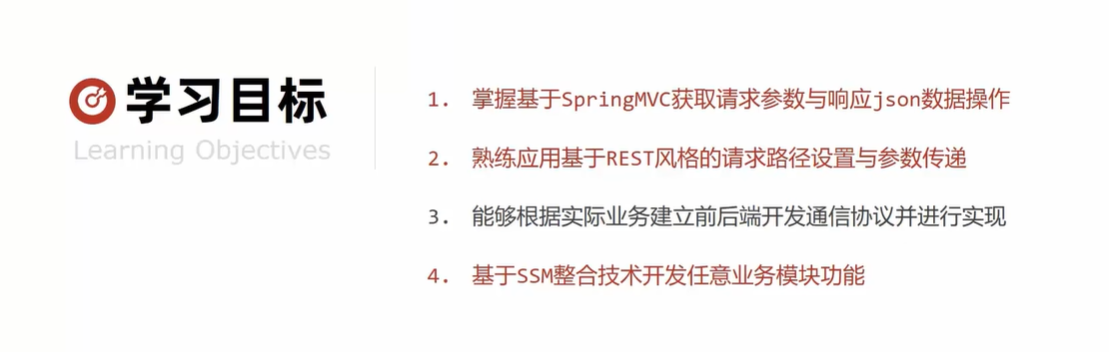 学习目标
Learning Objectives
1. 掌握基于SpringMVC获取请求参数与响应json数据操作
2. 熟练应用基于REST风格的请求路径设置与参数传递
3. 能够根据实际业务建立前后端开发通信协议并进行实现
4. 基于SSM整合技术开发任意业务模块功能